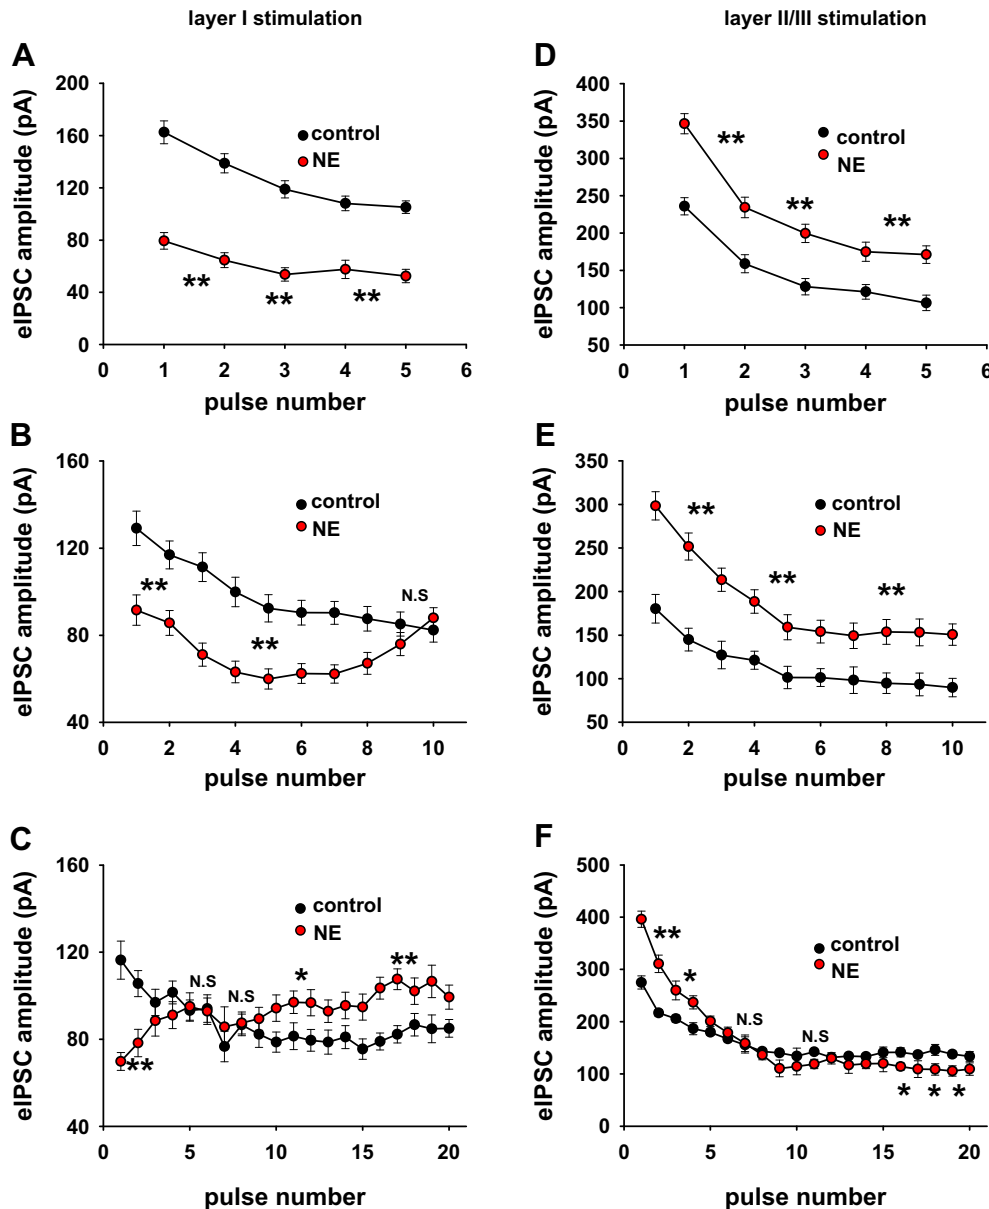 layer I stimulation
layer II/III stimulation
A
eIPSC amplitude (pA)
200
160
120
80
40
0
control
NE
**
**
**
0 1 2 3 4 5 6
pulse number
D
eIPSC amplitude (pA)
400
350
300
250
200
150
100
50
control
NE
**
**
**
0 1 2 3 4 5 6
pulse number
B
eIPSC amplitude (pA)
160
120
80
40
control
NE
**
**
N.S
0 2 4 6 8 10
pulse number
E
eIPSC amplitude (pA)
350
300
250
200
150
100
50
control
NE
**
**
**
0 2 4 6 8 10
pulse number
C
eIPSC amplitude (pA)
160
120
80
40
control
NE
**
N.S
N.S
*
**
0 5 10 15 20
pulse number
F
eIPSC amplitude (pA)
500
400
300
200
100
0
control
NE
**
*
N.S
N.S
* * *
0 5 10 15 20
pulse number